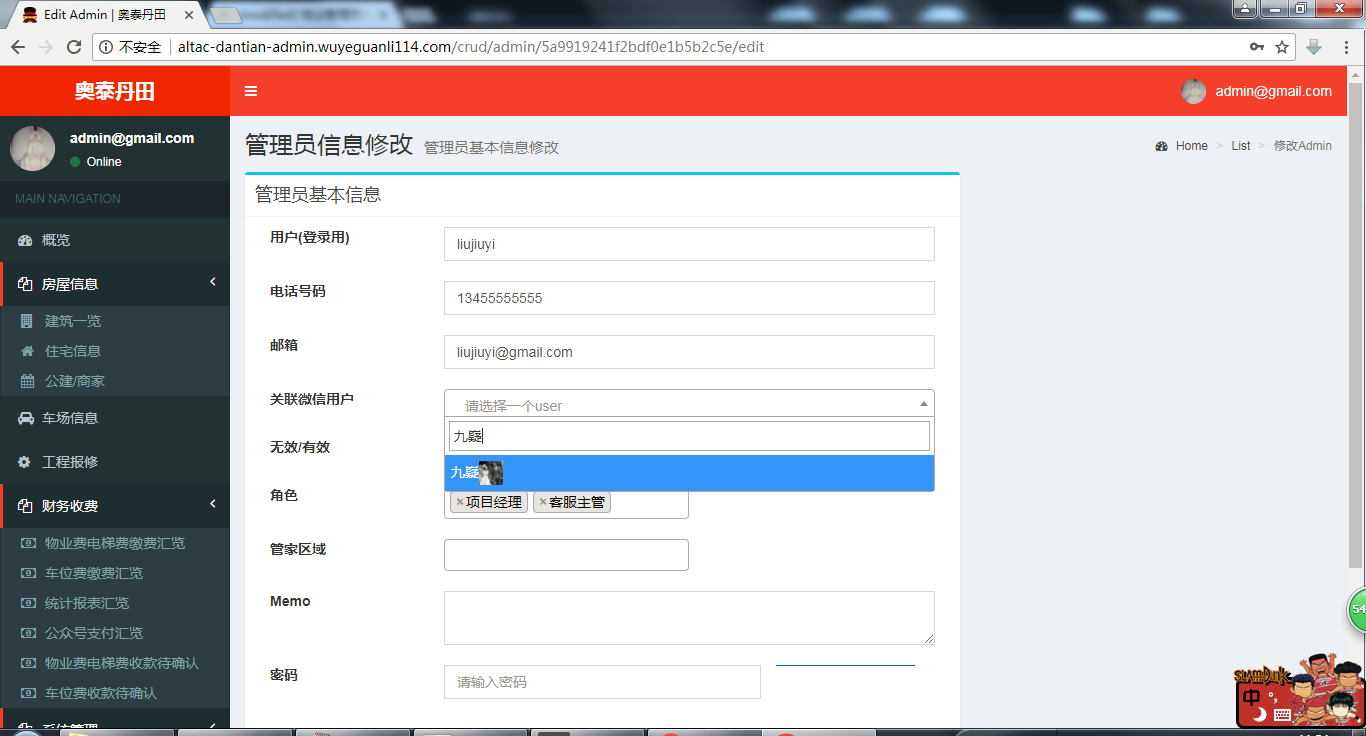 Edit Admin | 奥泰丹田
不安全
altac-dantian-admin.wuyeguanli114.com/crud/admin/5a9919241f2bdf0e1b5b2c5e/edit
奥泰丹田
admin@gmail.com
admin@gmail.com
Online
MAIN NAVIGATION
概览
房屋信息
建筑一览
住宅信息
公建/商家
车场信息
工程报修
财务收费
物业费电梯费缴费汇览
车位费缴费汇览
统计报表汇览
公众号支付汇览
物业费电梯费收款待确认
车位费收款待确认
系统管理
管理员信息修改 管理员基本信息修改
Home > List > 修改Admin
管理员基本信息
用户(登录用)
liujiuyi
电话号码
13455555555
邮箱
liujiuyi@gmail.com
关联微信用户
请选择一个user
九嶷
九嶷
无效/有效
角色
×项目经理 ×客服主管
管家区域
Memo
密码
请输入密码
54
SLAMDUNK
中